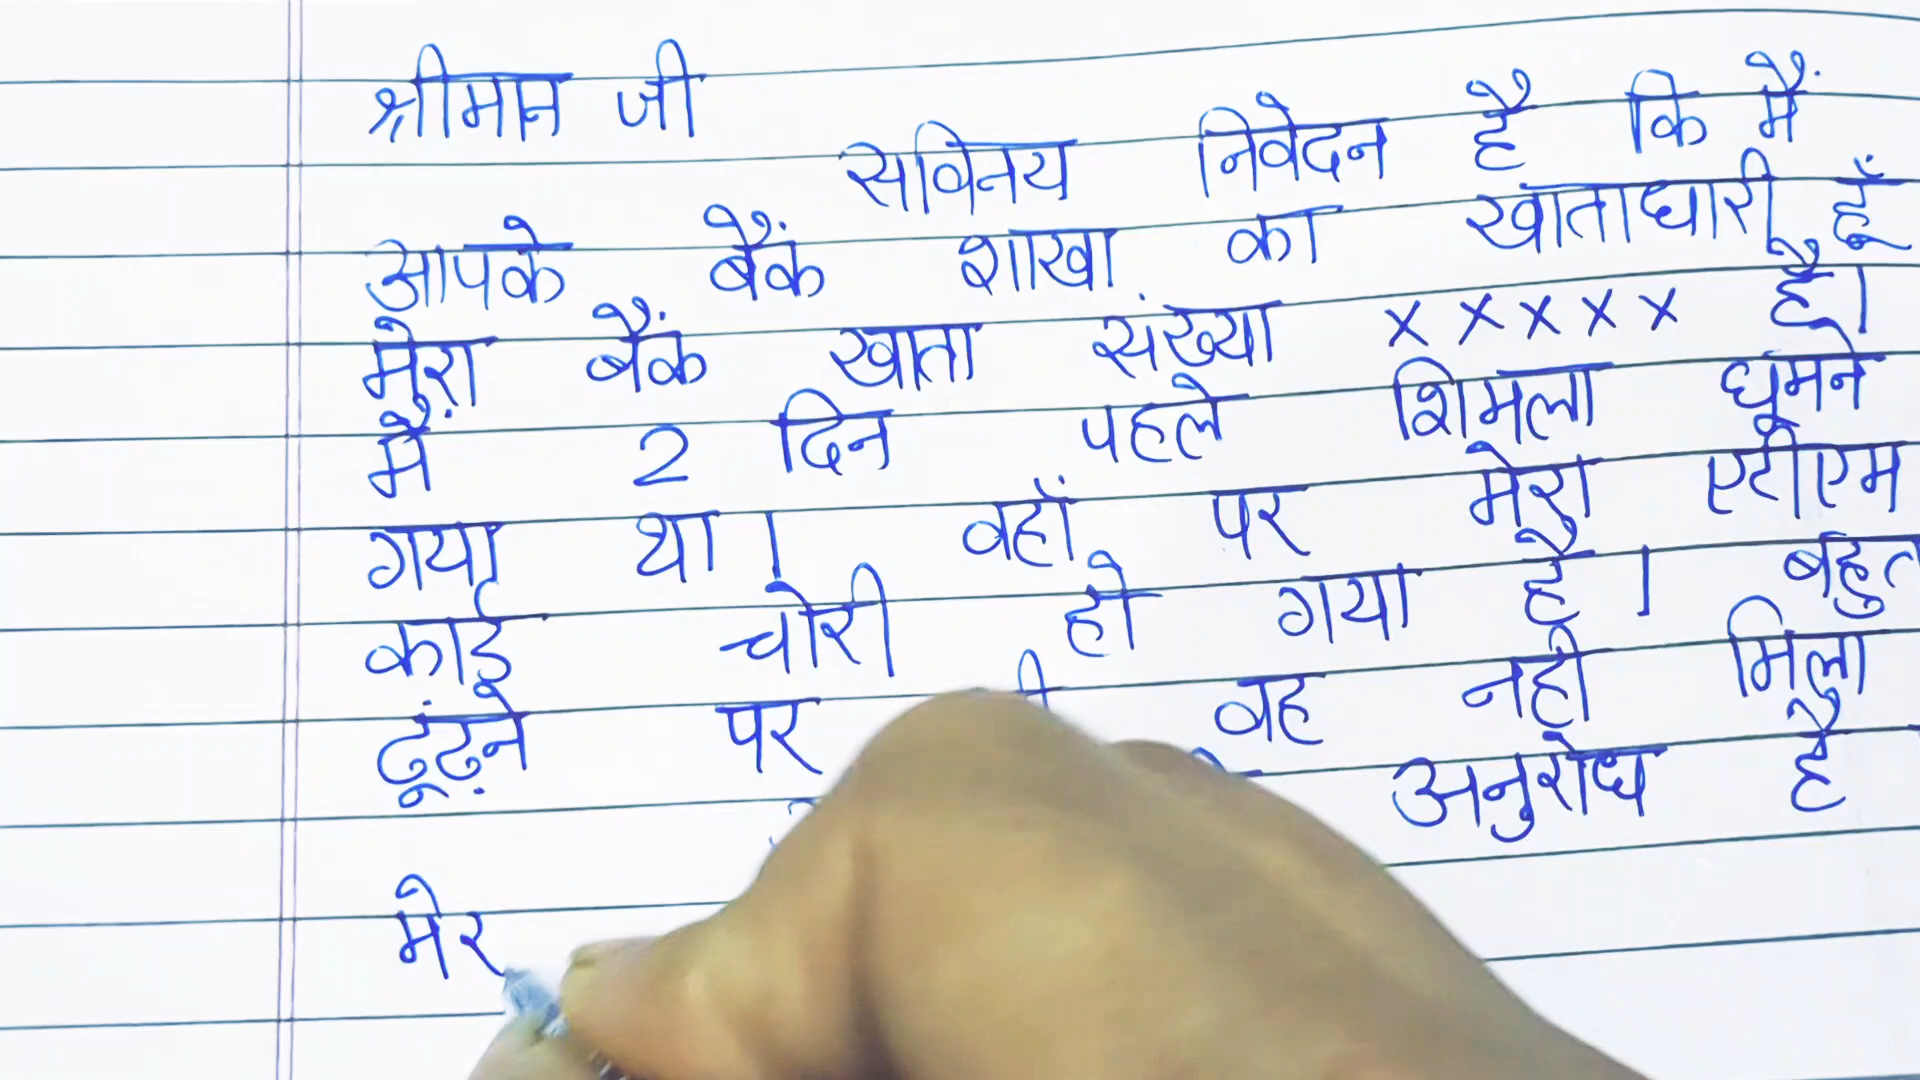 श्रीमान जी
सविनय निवेदन है कि मैं
आपके बैंक शाखा का खाताधारी हूँ
मेरा बैंक खाता संख्या × × × × × है।
मैं 2 दिन पहले शिमला घूमने
गया था। वहाँ पर मेरा एटीएम
कार्ड चोरी हो गया है। बहुत
ढूंढ़ने पर वह नही मिला
अनुरोध है
मेर